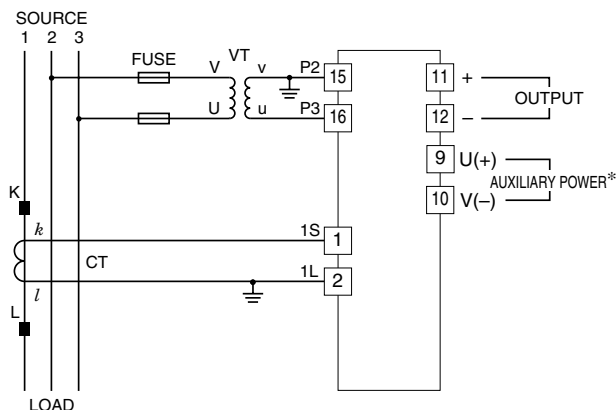 SOURCE
1 2 3
FUSE
VT
V v
U u
P2 15
P3 16
11 +
12 –
OUTPUT
9 U(+)
10 V(–)
AUXILIARY POWER*
K
k
CT
l
L
1S 1
1L 2
LOAD